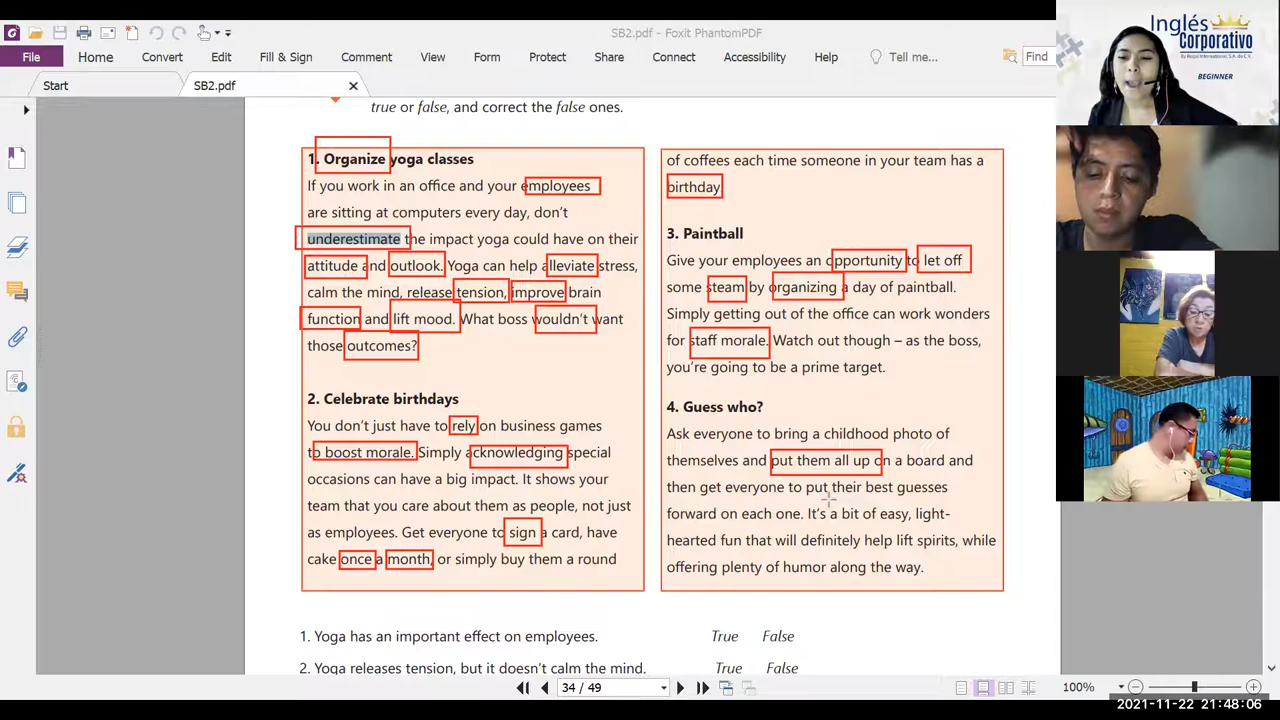 SB2.pdf - Foxit PhantomPDF
File
Home
Convert
Fill & Sign
Comment
View
Form
Protect
Share
Connect
Accessibility
Help
Tell me...
Find
Start
SB2.pdf
true or false, and correct the false ones.
1. Organize yoga classes
If you work in an office and your employees
are sitting at computers every day, don't
underestimate the impact yoga could have on their
attitude and outlook. Yoga can help alleviate stress,
calm the mind, release tension, improve brain
function and lift mood. What boss wouldn't want
those outcomes?
2. Celebrate birthdays
You don't just have to rely on business games
to boost morale. Simply acknowledging special
occasions can have a big impact. It shows your
team that you care about them as people, not just
as employees. Get everyone to sign a card, have
cake once a month, or simply buy them a round
of coffees each time someone in your team has a
birthday
3. Paintball
Give your employees an opportunity to let off
some steam by organizing a day of paintball.
Simply getting out of the office can work wonders
for staff morale. Watch out though – as the boss,
you're going to be a prime target.
4. Guess who?
Ask everyone to bring a childhood photo of
themselves and put them all up on a board and
then get everyone to put their best guesses
forward on each one. It's a bit of easy, light-
hearted fun that will definitely help lift spirits, while
offering plenty of humor along the way.
1. Yoga has an important effect on employees. True False
2. Yoga releases tension, but it doesn't calm the mind. True False
34 / 49
100%
Inglés
Corporativo
By Regal International, S.A. de C.V.
BEGINNER
2021-11-22 21:48:06